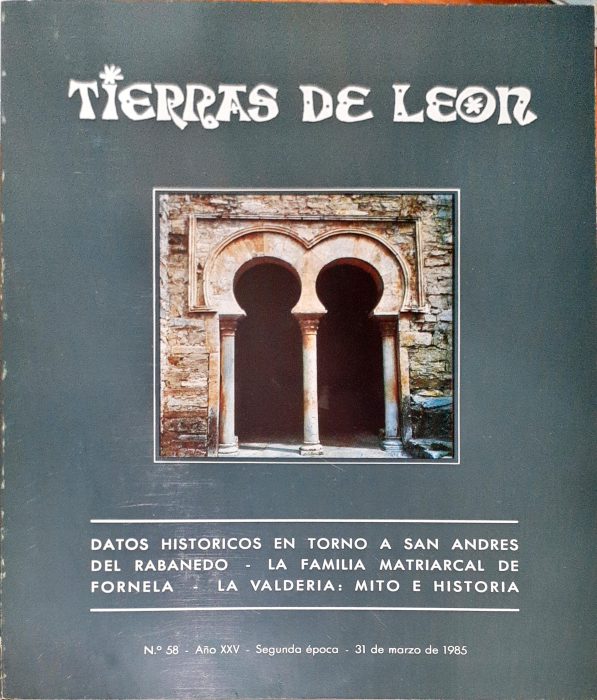 TIERRAS DE LEON
DATOS HISTORICOS EN TORNO A SAN ANDRES
DEL RABANEDO - LA FAMILIA MATRIARCAL DE
FORNELA - LA VALDERIA: MITO E HISTORIA
N.º 58 - Año XXV - Segunda época - 31 de marzo de 1985